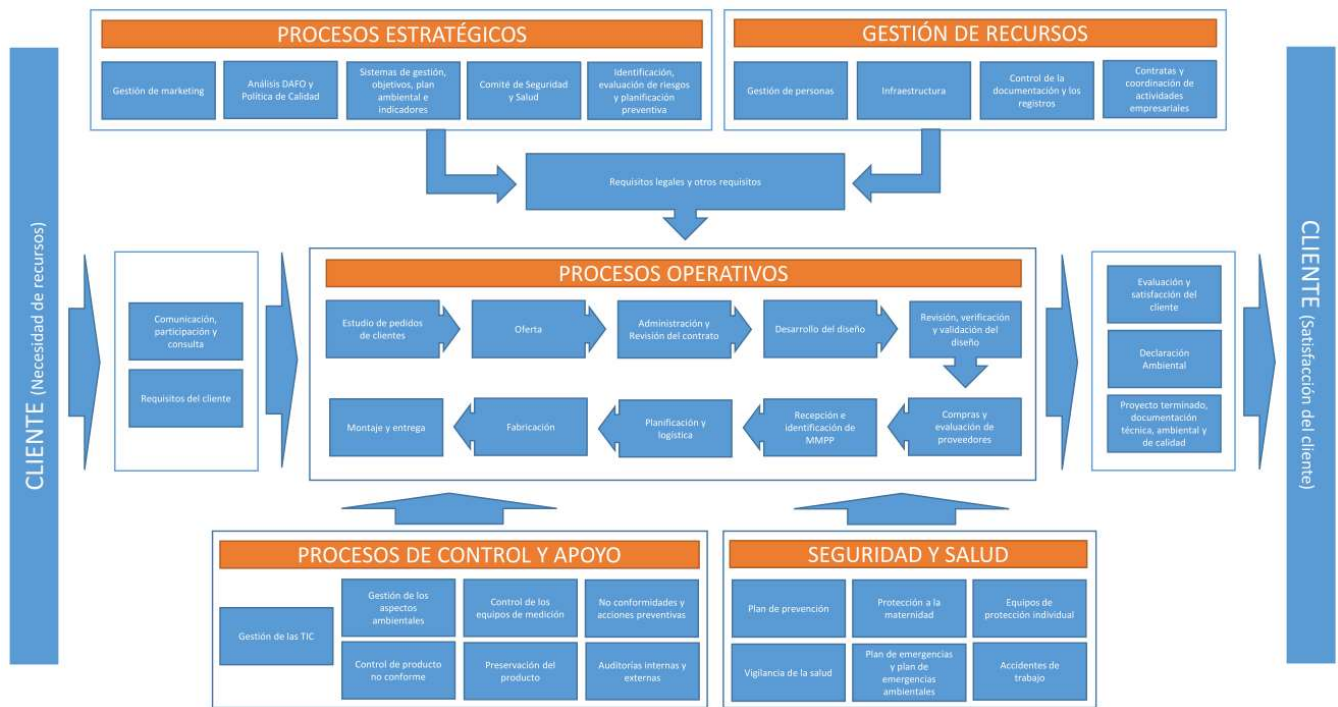 PROCESOS ESTRATÉGICOS
Gestión de marketing
Análisis DAFO y
Política de Calidad
Sistemas de gestión,
objetivos, plan
ambiental e
indicadores
Comité de Seguridad
y Salud
Identificación,
evaluación de riesgos
y planificación
preventiva
GESTIÓN DE RECURSOS
Gestión de personas
Infraestructura
Control de la
documentación y los
registros
Contratas y
coordinación de
actividades
empresariales
Requisitos legales y otros requisitos
CLIENTE (Necesidad de recursos)
Comunicación,
participación y
consulta
Requisitos del cliente
PROCESOS OPERATIVOS
Estudio de pedidos
de clientes
Oferta
Administración y
Revisión del contrato
Desarrollo del diseño
Revisión, verificación
y validación del
diseño
Montaje y entrega
Fabricación
Planificación y
logística
Recepción e
identificación de
MMPP
Compras y
evaluación de
proveedores
Evaluación y
satisfacción del
cliente
Declaración
Ambiental
Proyecto terminado,
documentación
técnica, ambiental y
de calidad
CLIENTE (Satisfacción del cliente)
PROCESOS DE CONTROL Y APOYO
Gestión de las TIC
Gestión de los
aspectos
ambientales
Control de los
equipos de medición
No conformidades y
acciones preventivas
Control de producto
no conforme
Preservación del
producto
Auditorías internas y
externas
SEGURIDAD Y SALUD
Plan de prevención
Protección a la
maternidad
Equipos de
protección individual
Vigilancia de la salud
Plan de emergencias
y plan de
emergencias
ambientales
Accidentes de
trabajo